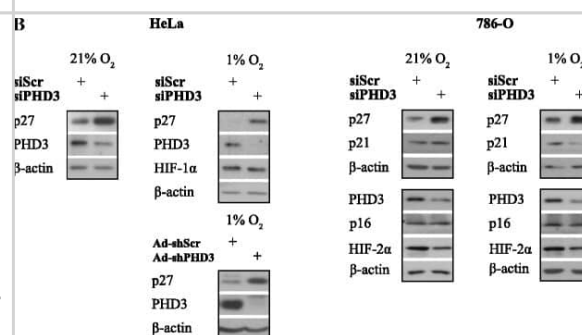 B HeLa 786-O
21% O2 1% O2 21% O2 1% O
siScr + siScr + siScr + siScr +
siPHD3 + siPHD3 + siPHD3 + siPHD3 +
p27 p27 p27 p27
PHD3 PHD3 p21 p21
β-actin HIF-1α β-actin β-actin
β-actin PHD3 PHD3
1% O2 p16 p16
Ad-shScr + HIF-2α HIF-2α
Ad-shPHD3 + β-actin β-actin
p27
PHD3
β-actin